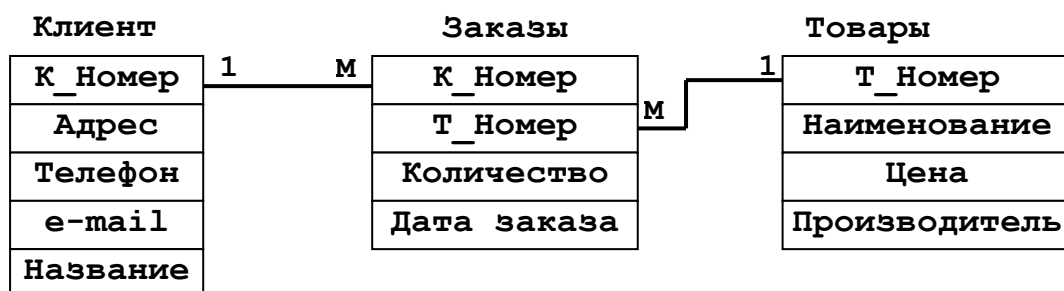 Клиент
К_Номер
Адрес
Телефон
e-mail
Название
1
М
Заказы
К_Номер
Т_Номер
Количество
Дата заказа
М
1
Товары
Т_Номер
Наименование
Цена
Производитель